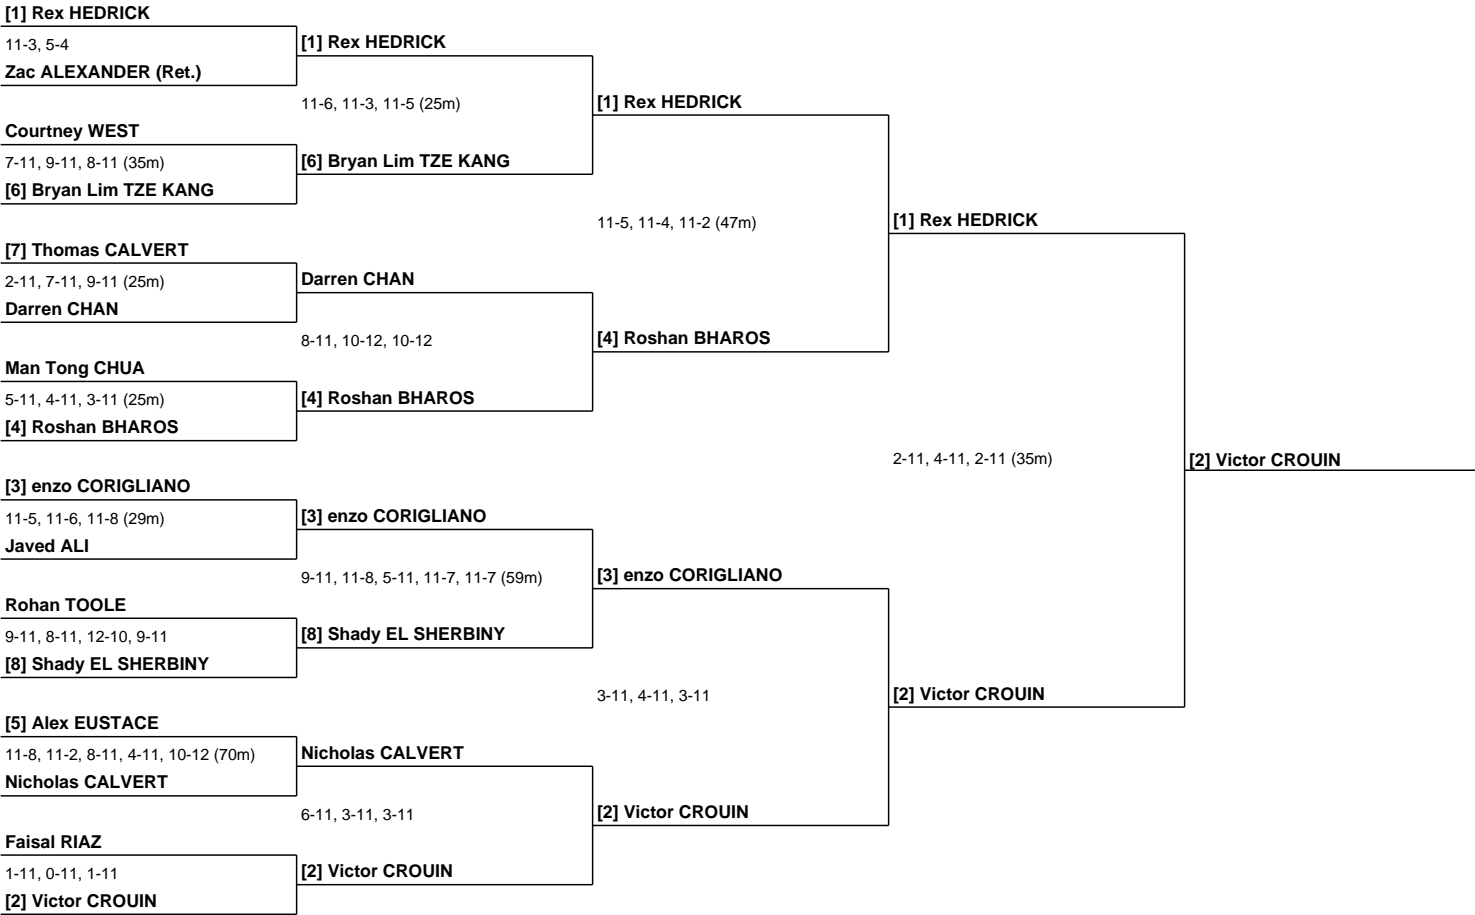 [1] Rex HEDRICK
11-3, 5-4
Zac ALEXANDER (Ret.)
Courtney WEST
7-11, 9-11, 8-11 (35m)
[6] Bryan Lim TZE KANG
[7] Thomas CALVERT
2-11, 7-11, 9-11 (25m)
Darren CHAN
Man Tong CHUA
5-11, 4-11, 3-11 (25m)
[4] Roshan BHAROS
[3] enzo CORIGLIANO
11-5, 11-6, 11-8 (29m)
Javed ALI
Rohan TOOLE
9-11, 8-11, 12-10, 9-11
[8] Shady EL SHERBINY
[5] Alex EUSTACE
11-8, 11-2, 8-11, 4-11, 10-12 (70m)
Nicholas CALVERT
Faisal RIAZ
1-11, 0-11, 1-11
[2] Victor CROUIN
[1] Rex HEDRICK
11-6, 11-3, 11-5 (25m)
[6] Bryan Lim TZE KANG
Darren CHAN
8-11, 10-12, 10-12
[4] Roshan BHAROS
[3] enzo CORIGLIANO
9-11, 11-8, 5-11, 11-7, 11-7 (59m)
[8] Shady EL SHERBINY
Nicholas CALVERT
6-11, 3-11, 3-11
[2] Victor CROUIN
[1] Rex HEDRICK
11-5, 11-4, 11-2 (47m)
[4] Roshan BHAROS
[3] enzo CORIGLIANO
3-11, 4-11, 3-11
[2] Victor CROUIN
[1] Rex HEDRICK
2-11, 4-11, 2-11 (35m)
[2] Victor CROUIN
[2] Victor CROUIN